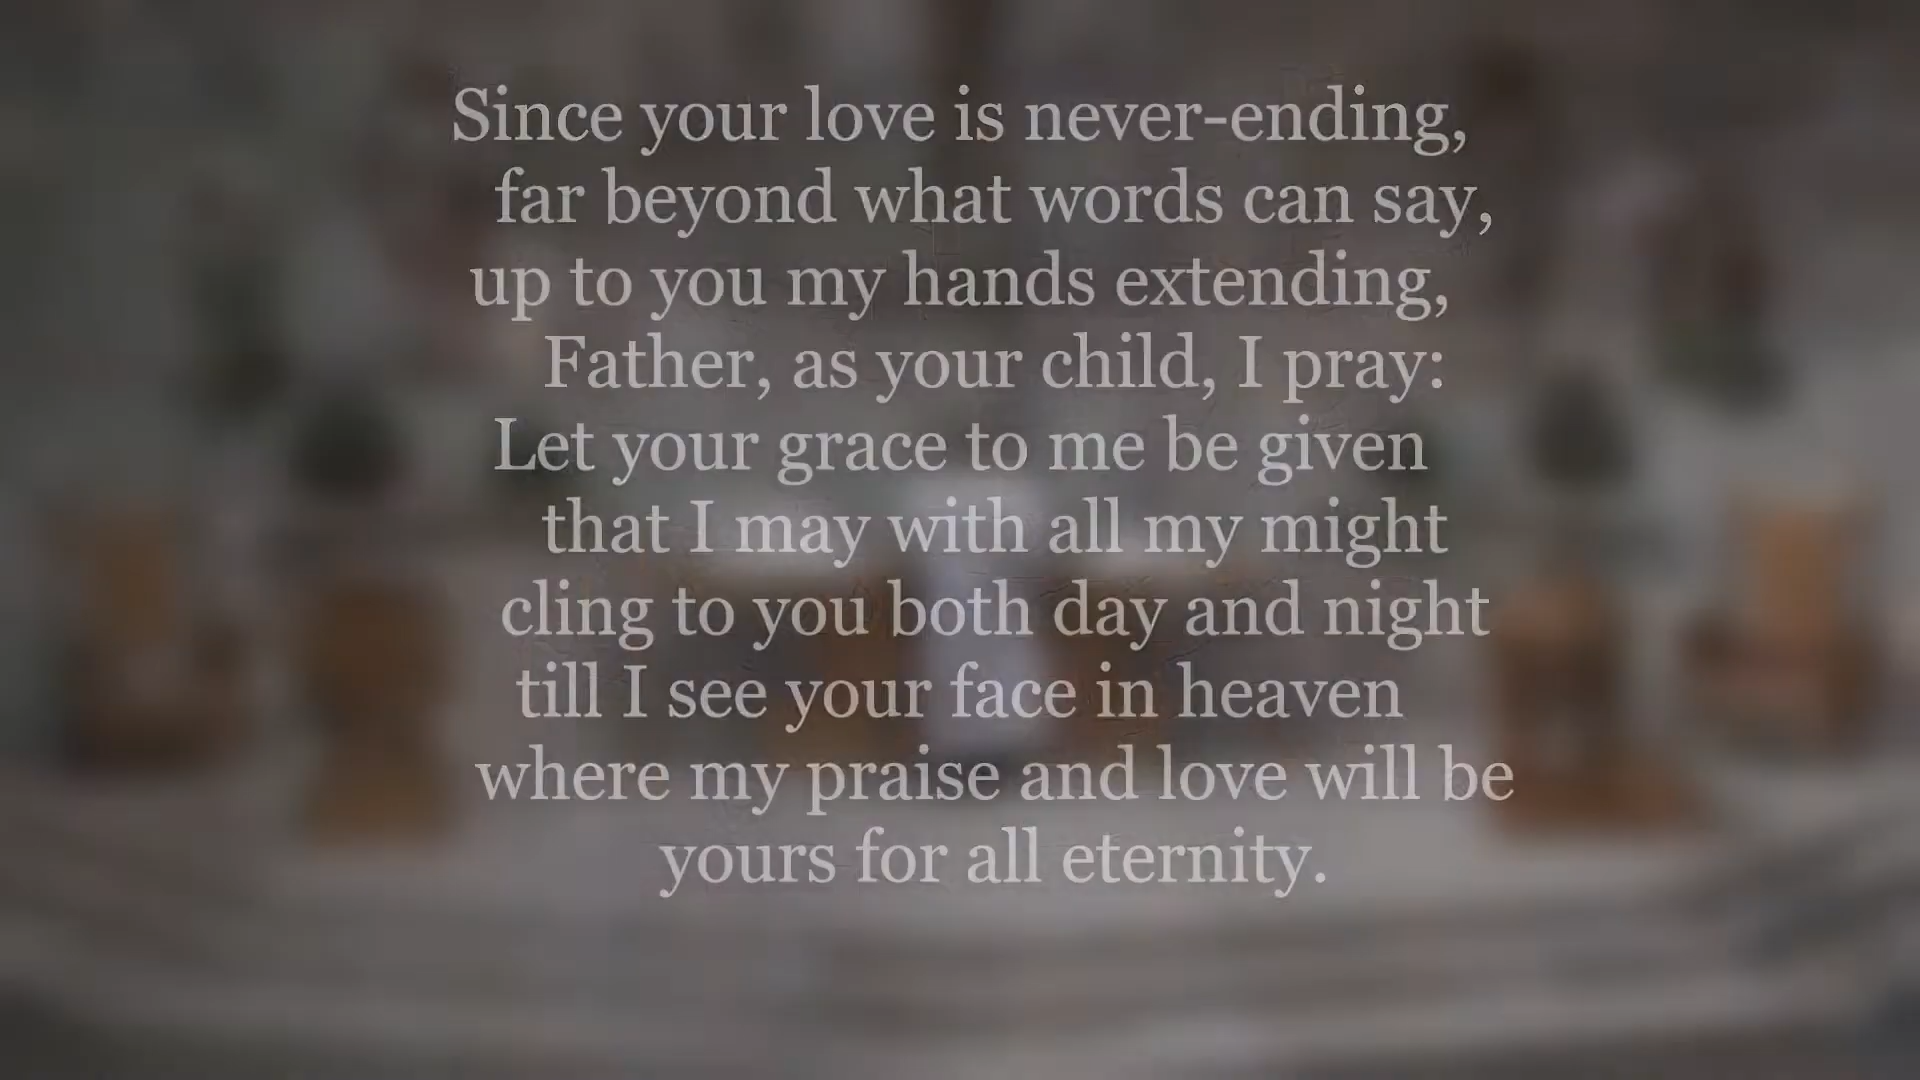 Since your love is never-ending,
far beyond what words can say,
up to you my hands extending,
Father, as your child, I pray:
Let your grace to me be given
that I may with all my might
cling to you both day and night
till I see your face in heaven
where my praise and love will be
yours for all eternity.